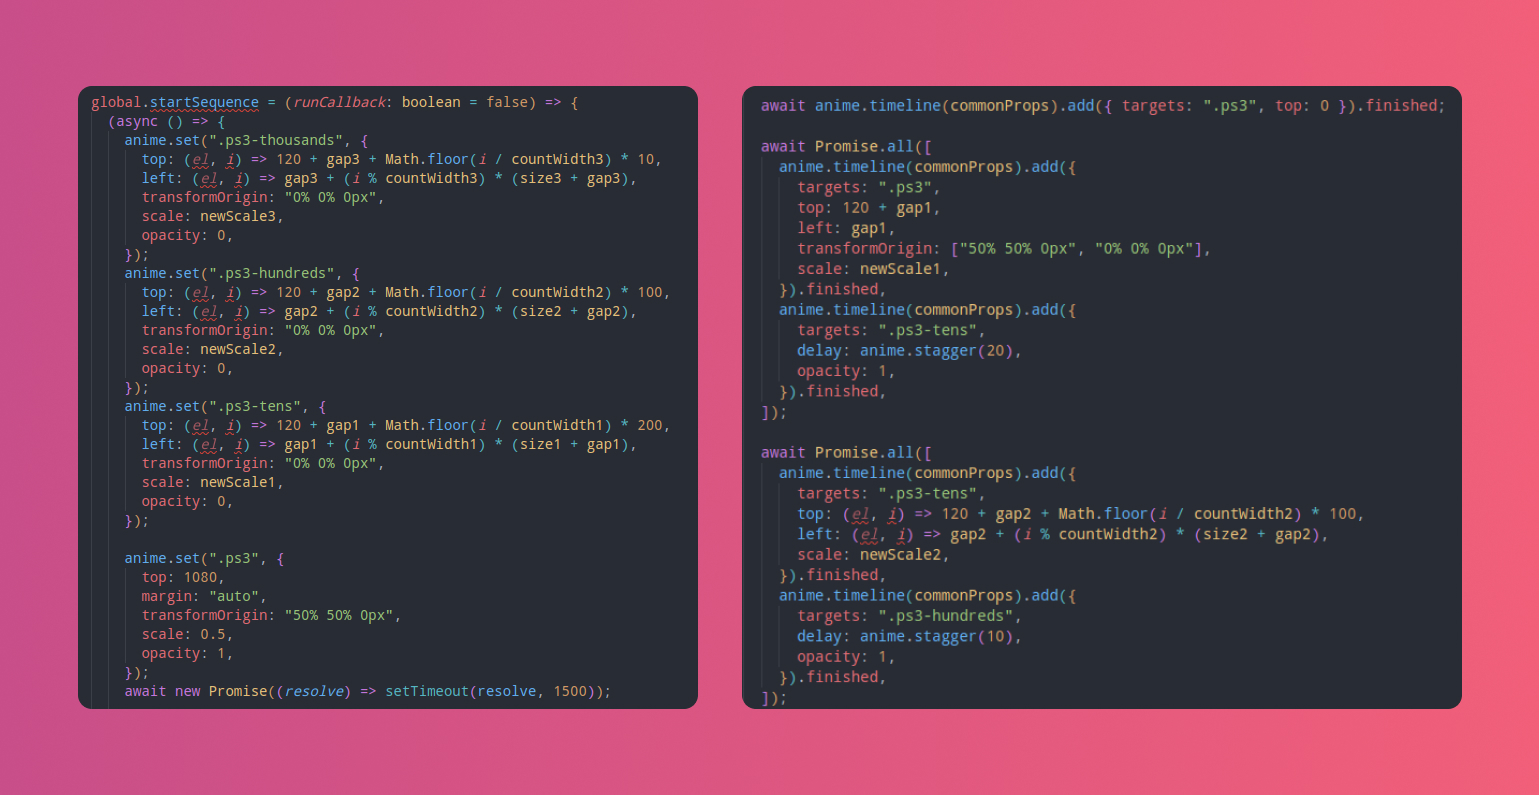 global.startSequence = (runCallback: boolean = false) => {
(async () => {
anime.set(".ps3-thousands", {
top: (el, i) => 120 + gap3 + Math.floor(i / countWidth3) * 10,
left: (el, i) => gap3 + (i % countWidth3) * (size3 + gap3),
transformOrigin: "0% 0% 0px",
scale: newScale3,
opacity: 0,
});
anime.set(".ps3-hundreds", {
top: (el, i) => 120 + gap2 + Math.floor(i / countWidth2) * 100,
left: (el, i) => gap2 + (i % countWidth2) * (size2 + gap2),
transformOrigin: "0% 0% 0px",
scale: newScale2,
opacity: 0,
});
anime.set(".ps3-tens", {
top: (el, i) => 120 + gap1 + Math.floor(i / countWidth1) * 200,
left: (el, i) => gap1 + (i % countWidth1) * (size1 + gap1),
transformOrigin: "0% 0% 0px",
scale: newScale1,
opacity: 0,
});
anime.set(".ps3", {
top: 1080,
margin: "auto",
transformOrigin: "50% 50% 0px",
scale: 0.5,
opacity: 1,
});
await new Promise((resolve) => setTimeout(resolve, 1500));
await anime.timeline(commonProps).add({ targets: ".ps3", top: 0 }).finished;
await Promise.all([
anime.timeline(commonProps).add({
targets: ".ps3",
top: 120 + gap1,
left: gap1,
transformOrigin: ["50% 50% 0px", "0% 0% 0px"],
scale: newScale1,
}).finished,
anime.timeline(commonProps).add({
targets: ".ps3-tens",
delay: anime.stagger(20),
opacity: 1,
}).finished,
]);
await Promise.all([
anime.timeline(commonProps).add({
targets: ".ps3-tens",
top: (el, i) => 120 + gap2 + Math.floor(i / countWidth2) * 100,
left: (el, i) => gap2 + (i % countWidth2) * (size2 + gap2),
scale: newScale2,
}).finished,
anime.timeline(commonProps).add({
targets: ".ps3-hundreds",
delay: anime.stagger(10),
opacity: 1,
}).finished,
]);